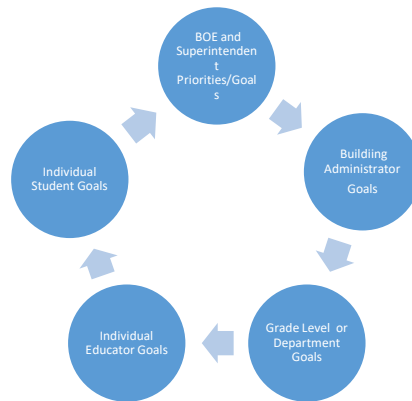 BOE and
Superintenden
t
Priorities/Goal
s
Buildiing
Administrator
Goals
Grade Level or
Department
Goals
Individual
Educator Goals
Individual
Student Goals